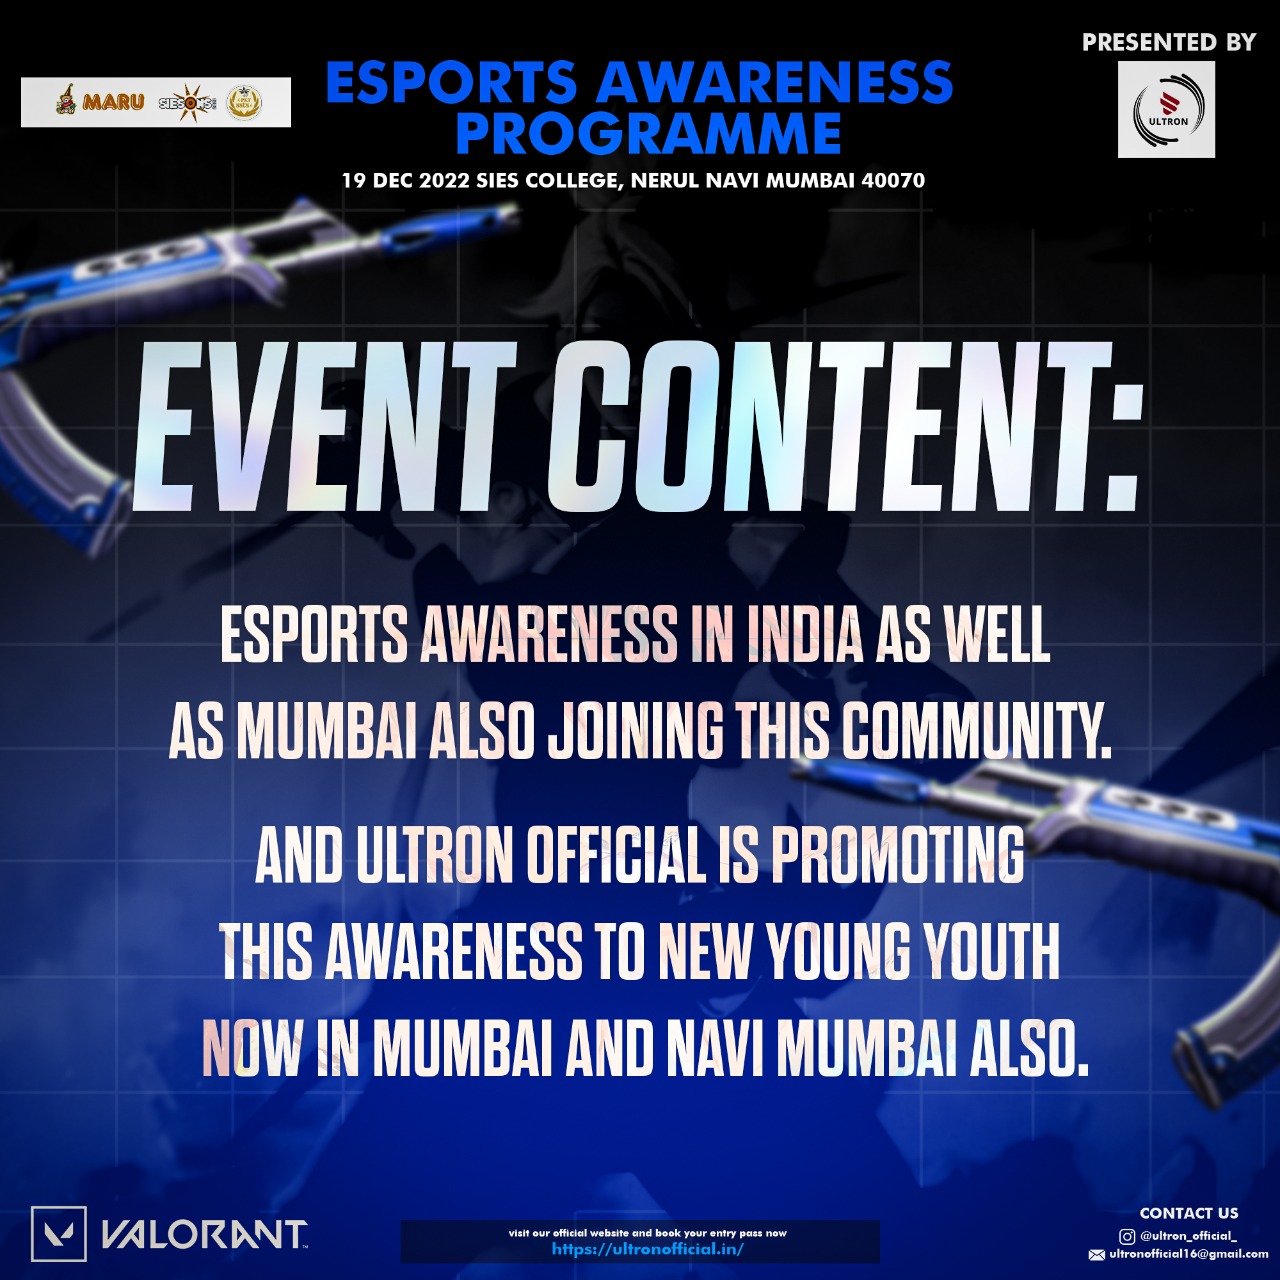 PRESENTED BY
ESPORTS AWARENESS
PROGRAMME
MARU
SIESONS
ULTRON
19 DEC 2022 SIES COLLEGE, NERUL NAVI MUMBAI 40070
EVENT CONTENT:
ESPORTS AWARENESS IN INDIA AS WELL
AS MUMBAI ALSO JOINING THIS COMMUNITY.
AND ULTRON OFFICIAL IS PROMOTING
THIS AWARENESS TO NEW YOUNG YOUTH
NOW IN MUMBAI AND NAVI MUMBAI ALSO.
VALORANT
visit our official website and book your entry pass now
https://ultronofficial.in/
CONTACT US
@ultron_official_
ultronofficial16@gmail.com